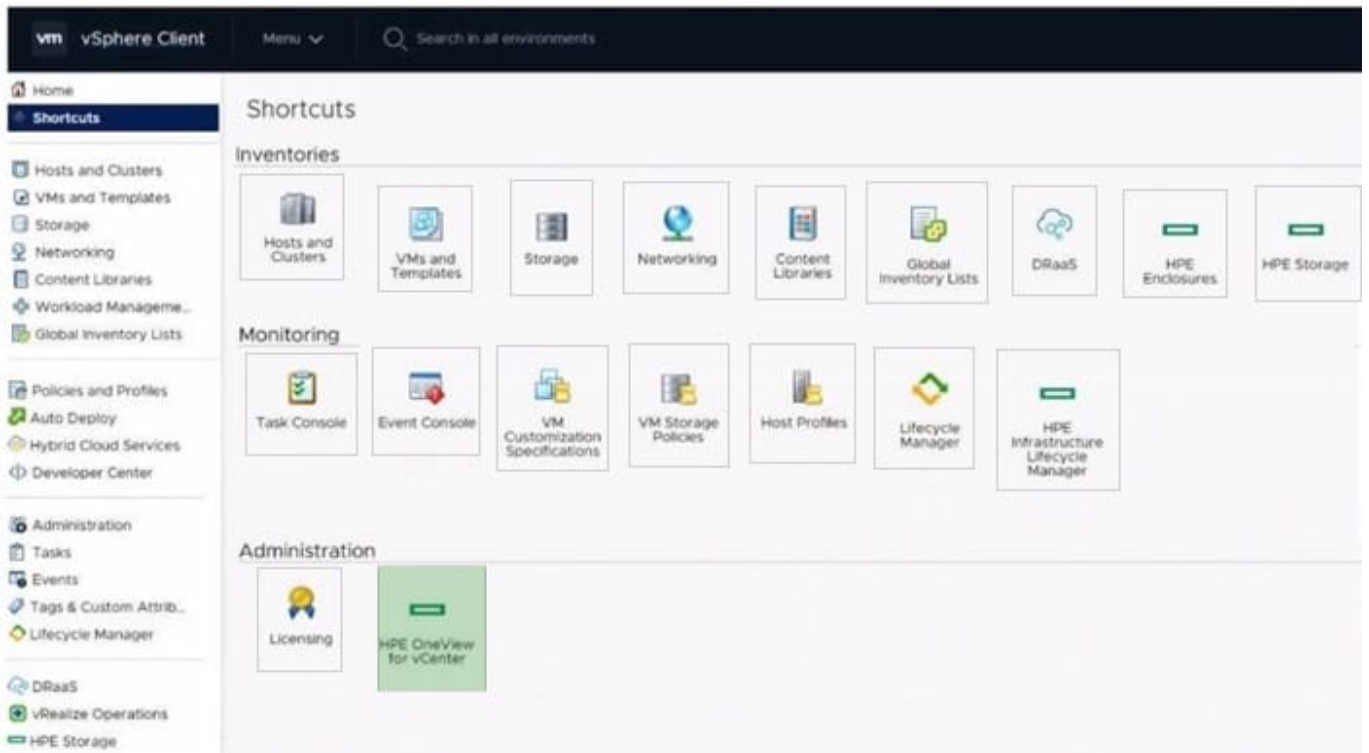 vm vSphere Client Menu Search in all environments
Home
Shortcuts
Hosts and Clusters
VMs and Templates
Storage
Networking
Content Libraries
Workload Manageme...
Global Inventory Lists
Policies and Profiles
Auto Deploy
Hybrid Cloud Services
Developer Center
Administration
Tasks
Events
Tags & Custom Attrib...
Lifecycle Manager
DRaaS
vRealize Operations
HPE Storage
Shortcuts
Inventories
Hosts and
Clusters
VMs and
Templates
Storage
Networking
Content
Libraries
Global
Inventory Lists
DRaaS
HPE
Enclosures
HPE Storage
Monitoring
Task Console
Event Console
VM
Customization
Specifications
VM Storage
Policies
Host Profiles
Lifecycle
Manager
HPE
Infrastructure
Lifecycle
Manager
Administration
Licensing
HPE OneView
for vCenter